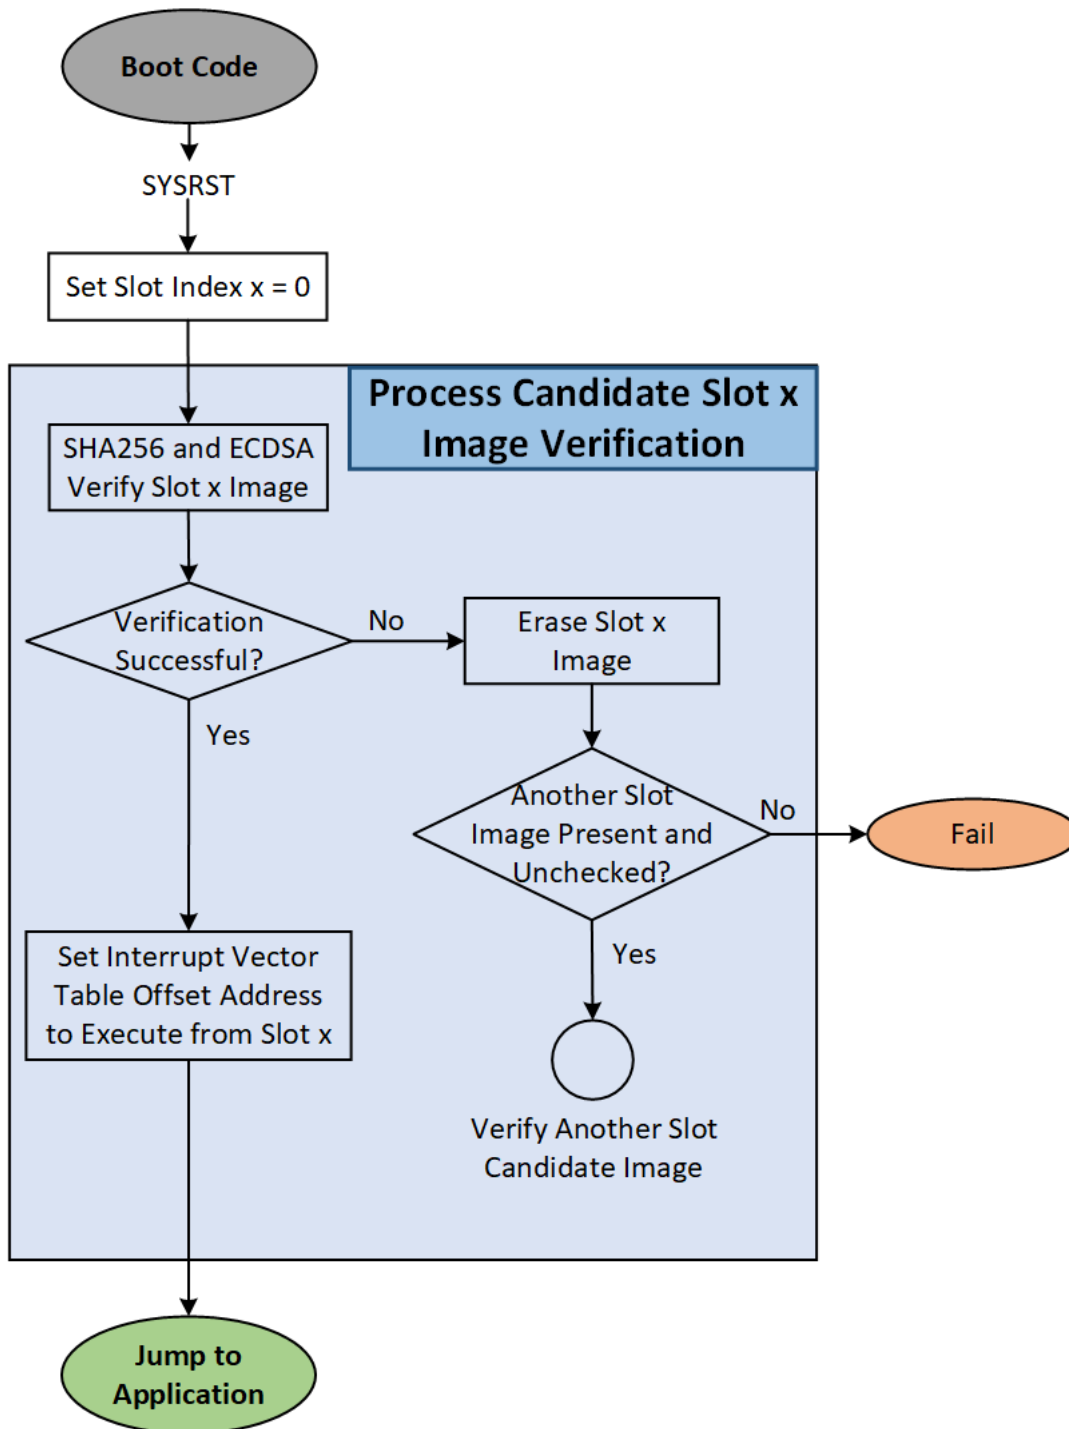 Boot Code
SYSRST
Set Slot Index x = 0
Process Candidate Slot x
Image Verification
SHA256 and ECDSA
Verify Slot x Image
Verification
Successful?
No
Erase Slot x
Image
Yes
Another Slot
Image Present and
Unchecked?
No
Fail
Set Interrupt Vector
Table Offset Address
to Execute from Slot x
Yes
Verify Another Slot
Candidate Image
Jump to
Application